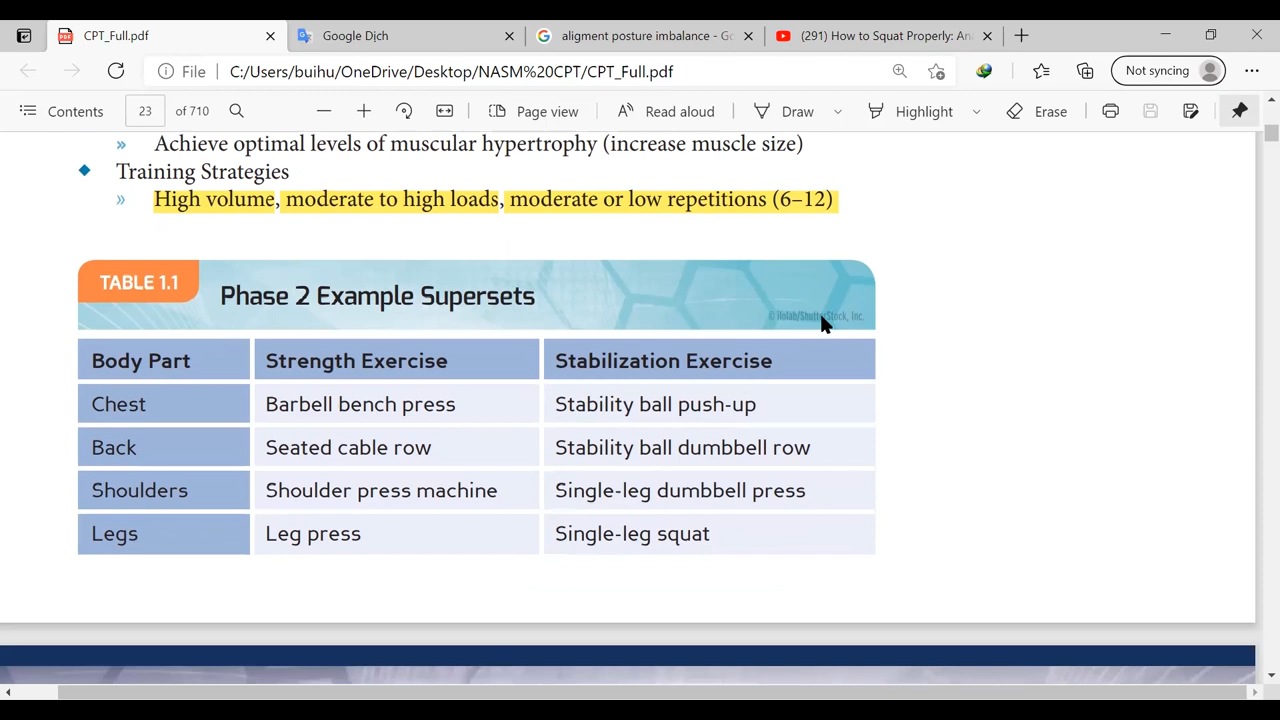 CPT_Full.pdf
Google Dịch
aligment posture imbalance - Go
(291) How to Squat Properly: An
File C:/Users/buihu/OneDrive/Desktop/NASM%20CPT/CPT_Full.pdf
Not syncing
Contents 23 of 710 Page view Read aloud Draw Highlight Erase
» Achieve optimal levels of muscular hypertrophy (increase muscle size)
Training Strategies
» High volume, moderate to high loads, moderate or low repetitions (6–12)
TABLE 1.1
Phase 2 Example Supersets
Body Part Strength Exercise Stabilization Exercise
Chest Barbell bench press Stability ball push-up
Back Seated cable row Stability ball dumbbell row
Shoulders Shoulder press machine Single-leg dumbbell press
Legs Leg press Single-leg squat